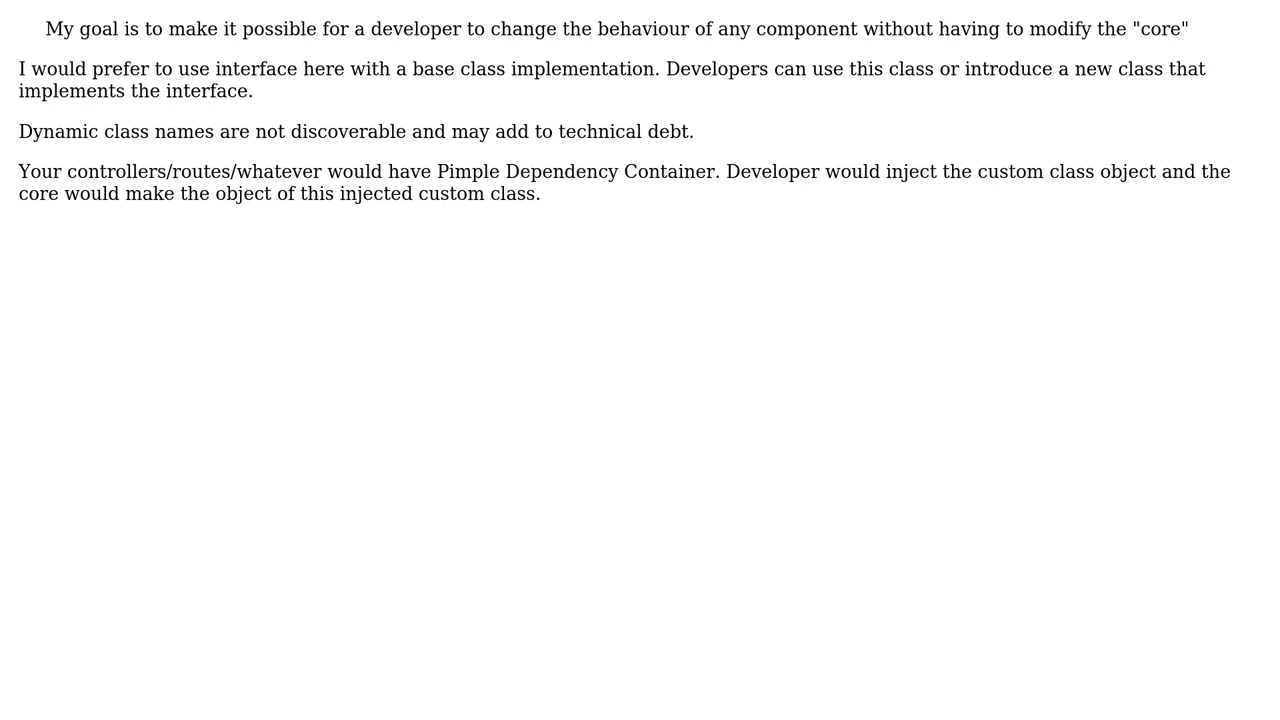 My goal is to make it possible for a developer to change the behaviour of any component without having to modify the "core"
I would prefer to use interface here with a base class implementation. Developers can use this class or introduce a new class that
implements the interface.
Dynamic class names are not discoverable and may add to technical debt.
Your controllers/routes/whatever would have Pimple Dependency Container. Developer would inject the custom class object and the
core would make the object of this injected custom class.